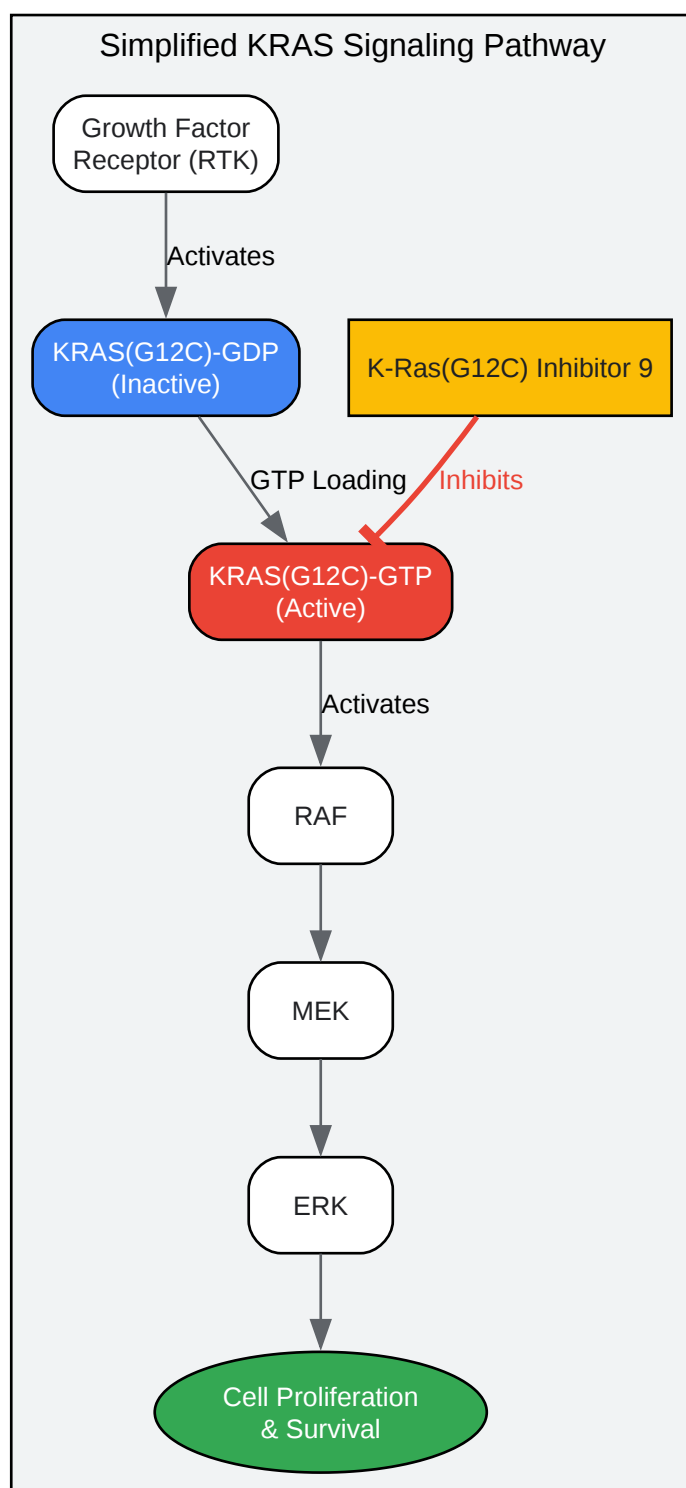 Simplified KRAS Signaling Pathway
Growth Factor
Receptor (RTK)
Activates
KRAS(G12C)-GDP
(Inactive)
K-Ras(G12C) Inhibitor 9
GTP Loading
Inhibits
KRAS(G12C)-GTP
(Active)
Activates
RAF
MEK
ERK
Cell Proliferation
& Survival